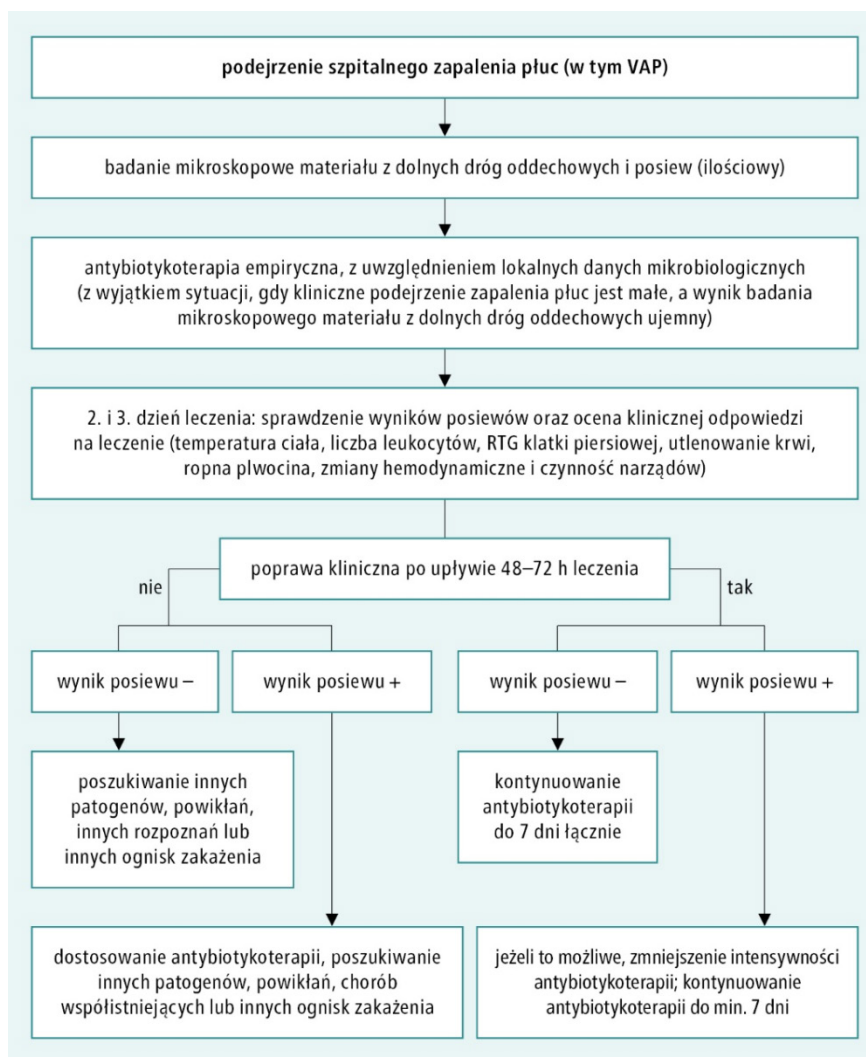 podejrzenie szpitalnego zapalenia płuc (w tym VAP)
badanie mikroskopowe materiału z dolnych dróg oddechowych i posiew (ilościowy)
antybiotykoterapia empiryczna, z uwzględnieniem lokalnych danych mikrobiologicznych
(z wyjątkiem sytuacji, gdy kliniczne podejrzenie zapalenia płuc jest małe, a wynik badania
mikroskopowego materiału z dolnych dróg oddechowych ujemny)
2. i 3. dzień leczenia: sprawdzenie wyników posiewów oraz ocena klinicznej odpowiedzi
na leczenie (temperatura ciała, liczba leukocytów, RTG klatki piersiowej, utlenowanie krwi,
ropna plwocina, zmiany hemodynamiczne i czynność narządów)
poprawa kliniczna po upływie 48–72 h leczenia
nie
tak
wynik posiewu –
wynik posiewu +
wynik posiewu –
wynik posiewu +
poszukiwanie innych
patogenów, powikłań,
innych rozpoznań lub
innych ognisk zakażenia
kontynuowanie
antybiotykoterapii
do 7 dni łącznie
dostosowanie antybiotykoterapii, poszukiwanie
innych patogenów, powikłań, chorób
współistniejących lub innych ognisk zakażenia
jeżeli to możliwe, zmniejszenie intensywności
antybiotykoterapii; kontynuowanie
antybiotykoterapii do min. 7 dni